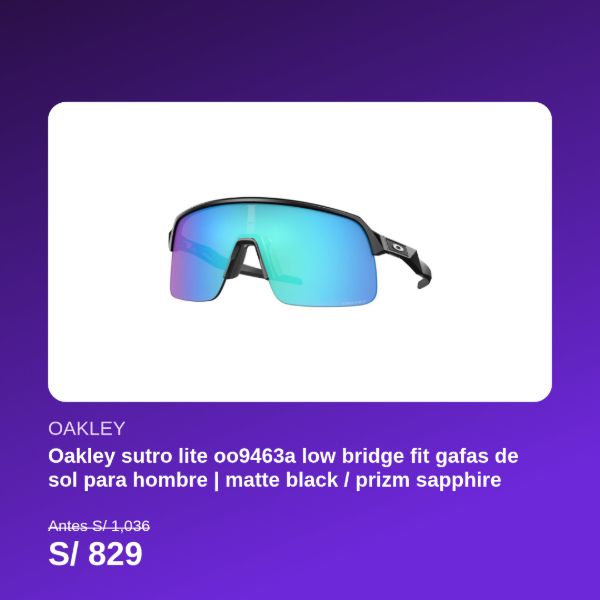 OAKLEY
Oakley sutro lite oo9463a low bridge fit gafas de
sol para hombre | matte black / prizm sapphire
Antes S/ 1,036
S/ 829